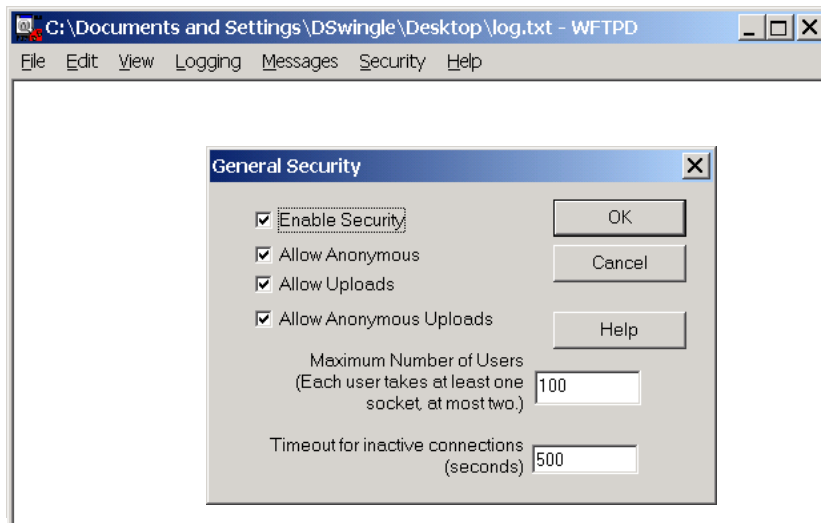 C:\Documents and Settings\DSwingle\Desktop\log.txt - WFTPD
File Edit View Logging Messages Security Help
General Security
Enable Security
OK
Allow Anonymous
Cancel
Allow Uploads
Allow Anonymous Uploads
Help
Maximum Number of Users
(Each user takes at least one
socket, at most two.)
100
Timeout for inactive connections
(seconds)
500